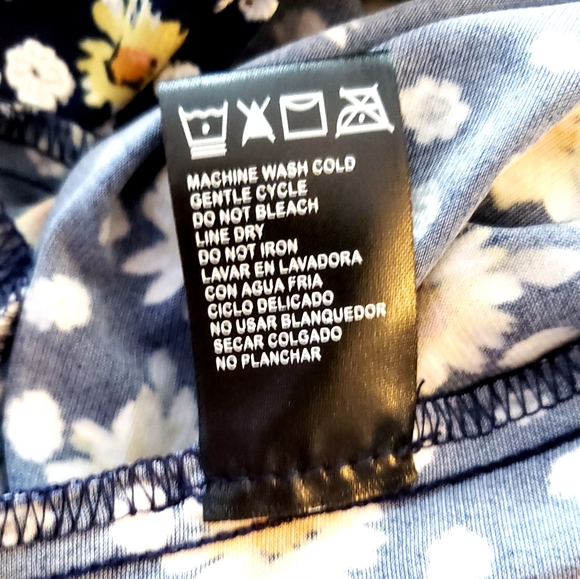 MACHINE WASH COLD
GENTLE CYCLE
DO NOT BLEACH
LINE DRY
DO NOT IRON
LAVAR EN LAVADORA
CON AGUA FRIA
CICLO DELICADO
NO USAR BLANQUEDOR
SECAR COLGADO
NO PLANCHAR